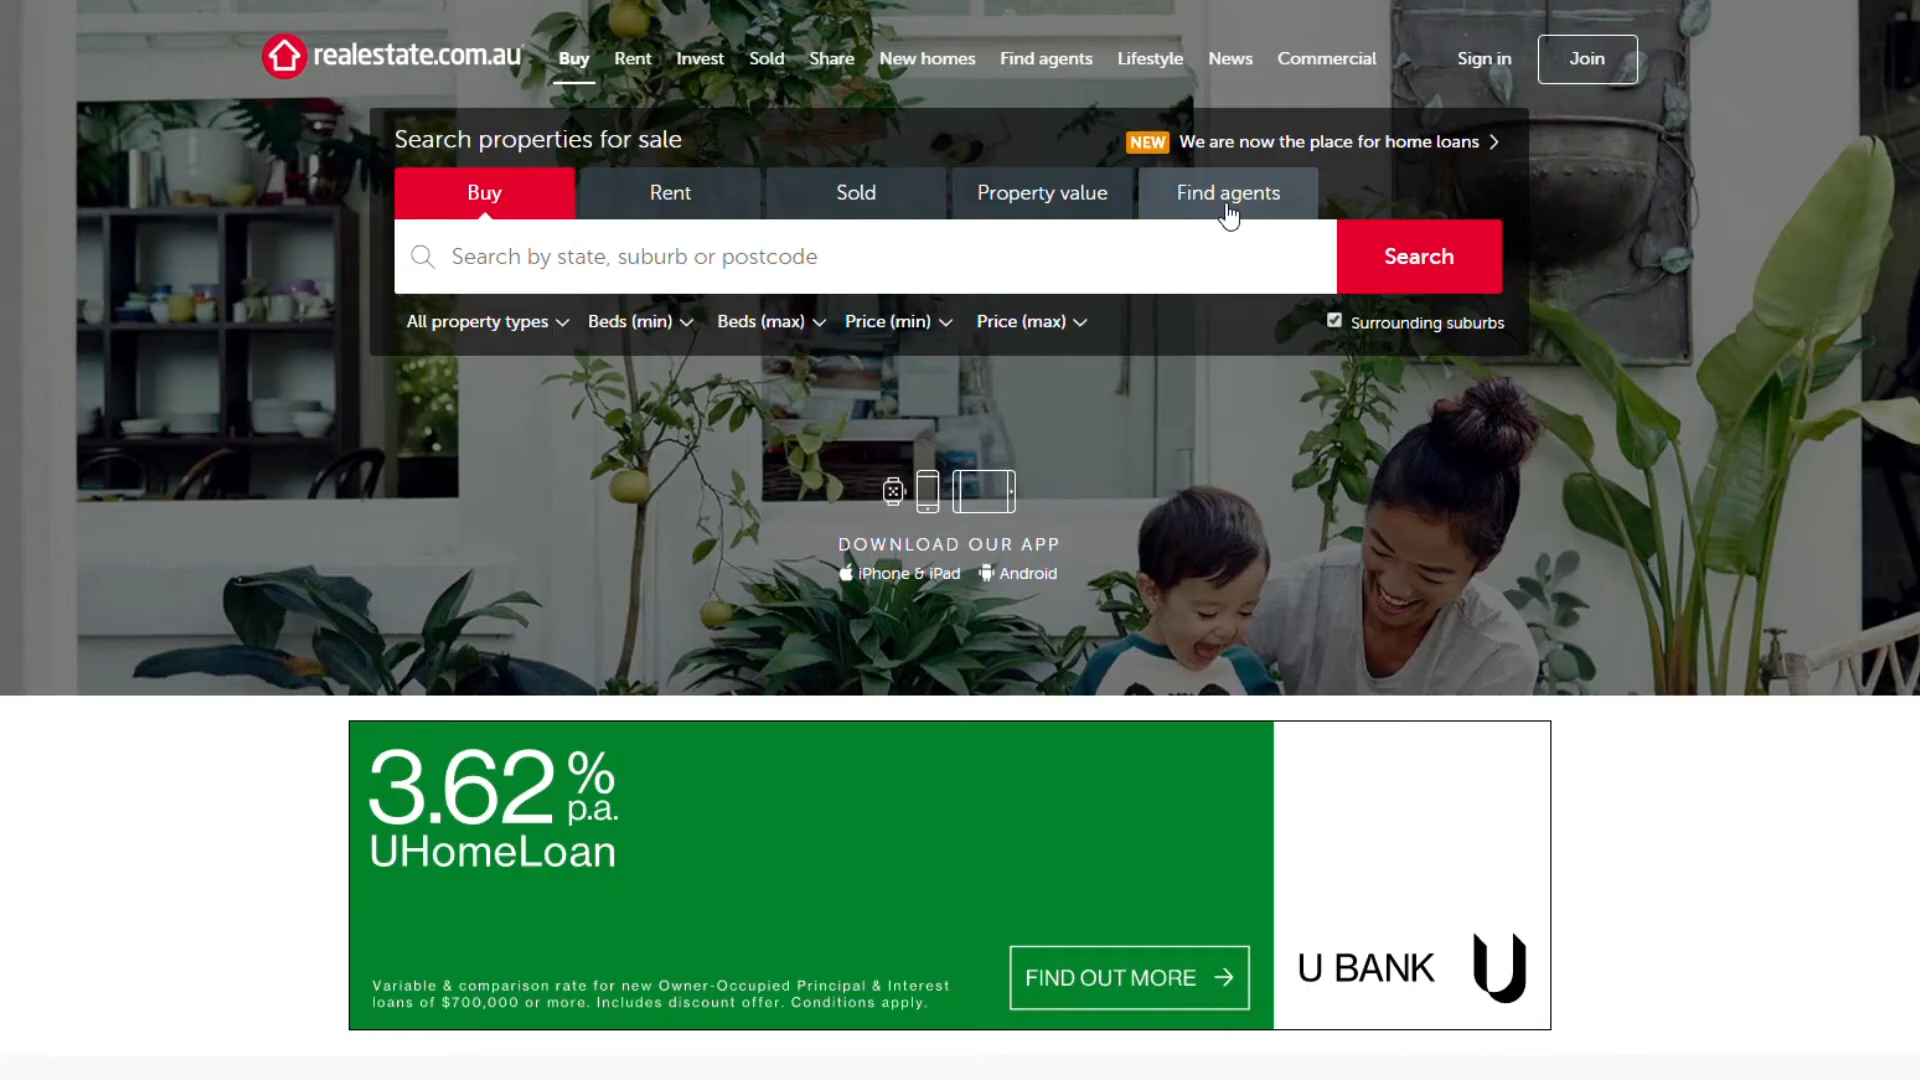 realestate.com.au Buy Rent Invest Sold Share New homes Find agents Lifestyle News Commercial Sign in Join
Search properties for sale NEW We are now the place for home loans
Buy Rent Sold Property value Find agents
Search by state, suburb or postcode Search
All property types Beds (min) Beds (max) Price (min) Price (max) Surrounding suburbs
DOWNLOAD OUR APP
iPhone & iPad Android
3.62% p.a.
UHomeLoan
Variable & comparison rate for new Owner-Occupied Principal & Interest
loans of $700,000 or more. Includes discount offer. Conditions apply.
FIND OUT MORE →
U BANK